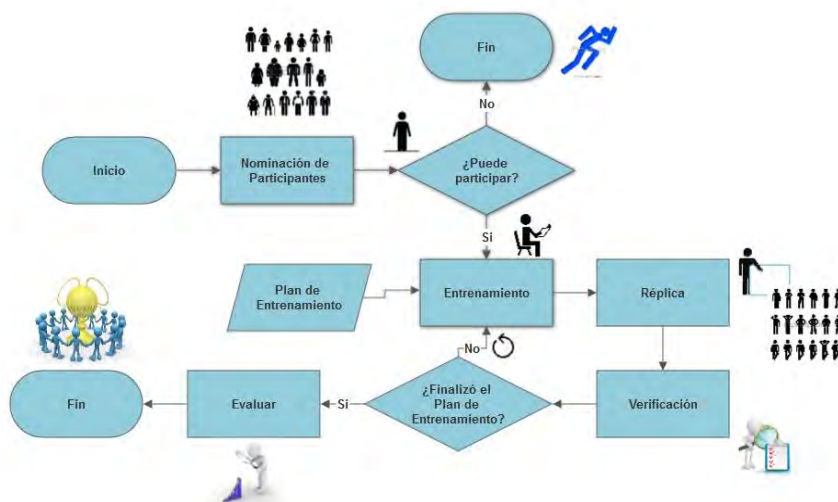 Fin
No
Inicio
Nominación de
Participantes
¿Puede
participar?
Si
Plan de
Entrenamiento
Entrenamiento
Réplica
No
Fin
Evaluar
Sí
¿Finalizó el
Plan de
Entrenamiento?
Verificación